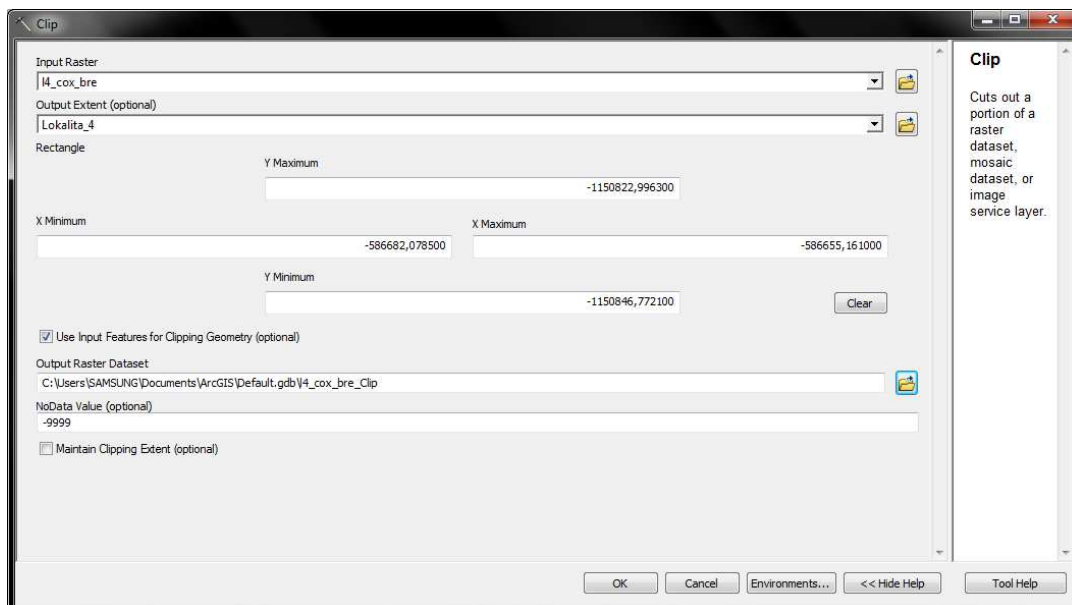 Clip
Input Raster
l4_cox_bre
Output Extent (optional)
Lokalita_4
Rectangle
Y Maximum
-1150822,996300
X Minimum
X Maximum
-586682,078500
-586655,161000
Y Minimum
-1150846,772100
Clear
Use Input Features for Clipping Geometry (optional)
Output Raster Dataset
C:\Users\SAMSUNG\Documents\ArcGIS\Default.gdb\l4_cox_bre_Clip
NoData Value (optional)
-9999
Maintain Clipping Extent (optional)
OK
Cancel
Environments...
<< Hide Help
Clip
Cuts out a
portion of a
raster
dataset,
mosaic
dataset, or
image
service layer.
Tool Help